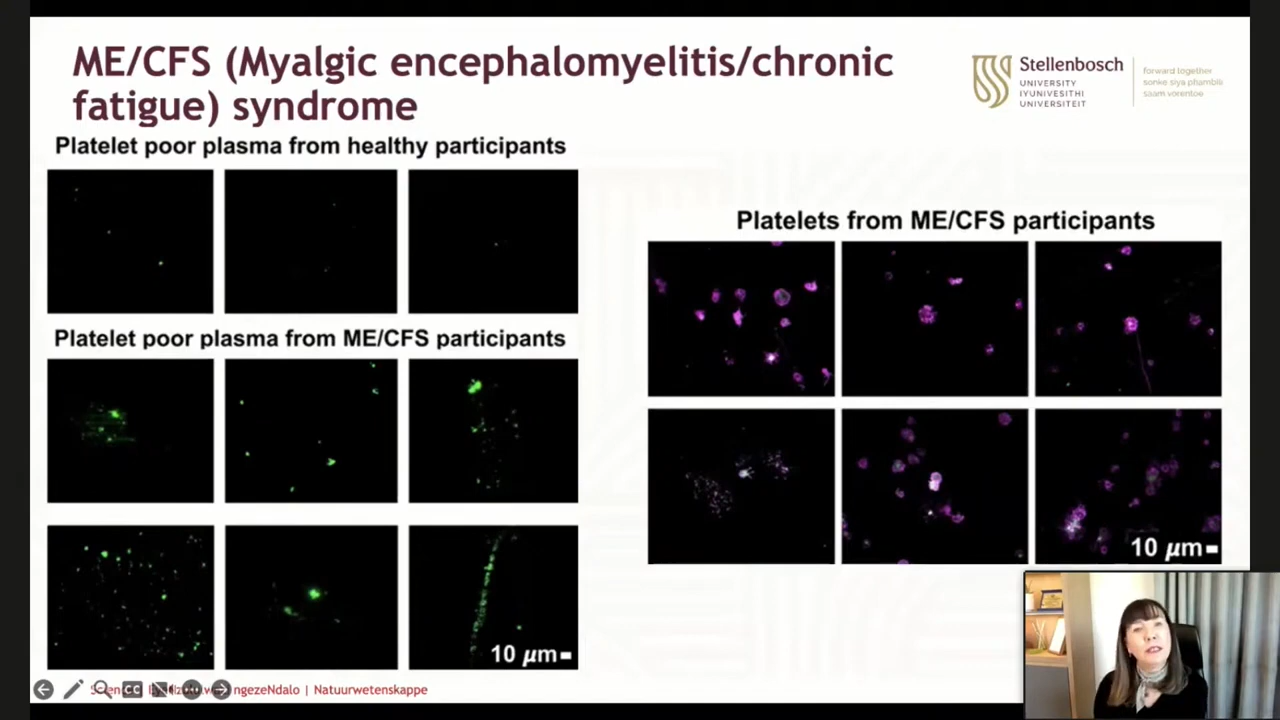 ME/CFS (Myalgic encephalomyelitis/chronic
fatigue) syndrome
Stellenbosch
UNIVERSITY
IYUNIVESITHI
UNIVERSITEIT
forward together
sonke siya phambili
saam vorentoe
Platelet poor plasma from healthy participants
Platelet poor plasma from ME/CFS participants
10 µm
Platelets from ME/CFS participants
10 µm
CC
ngezeNdalo | Natuurwetenskappe